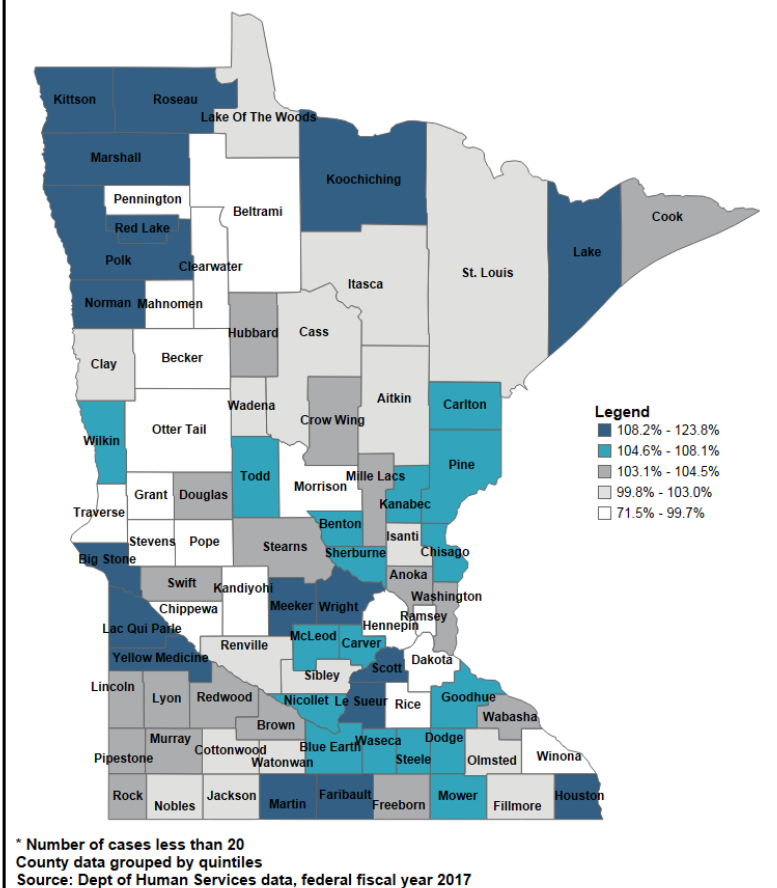 Kittson
Roseau
Lake Of The Woods
Marshall
Koochiching
Pennington
Beltrami
Cook
Red Lake
Lake
Polk
Clearwater
St. Louis
Itasca
Norman
Mahnomen
Hubbard
Cass
Becker
Clay
Aitkin
Wadena
Carlton
Crow Wing
Otter Tail
Wilkin
Legend
108.2% - 123.8%
104.6% - 108.1%
103.1% - 104.5%
99.8% - 103.0%
71.5% - 99.7%
Pine
Todd
Mille Lacs
Morrison
Grant
Douglas
Kanabec
Traverse
Benton
Isanti
Stevens
Pope
Stearns
Sherburne
Chisago
Big Stone
Anoka
Swift
Kandiyohi
Washington
Meeker
Wright
Chippewa
Ramsey
Hennepin
Lac Qui Parle
McLeod
Carver
Renville
Yellow Medicine
Dakota
Scott
Sibley
Lincoln
Lyon
Redwood
Nicollet
Le Sueur
Rice
Goodhue
Wabasha
Brown
Murray
Dodge
Waseca
Blue Earth
Cottonwood
Pipestone
Watonwan
Steele
Olmsted
Winona
Rock
Nobles
Jackson
Martin
Faribault
Freeborn
Mower
Fillmore
Houston
* Number of cases less than 20
County data grouped by quintiles
Source: Dept of Human Services data, federal fiscal year 2017